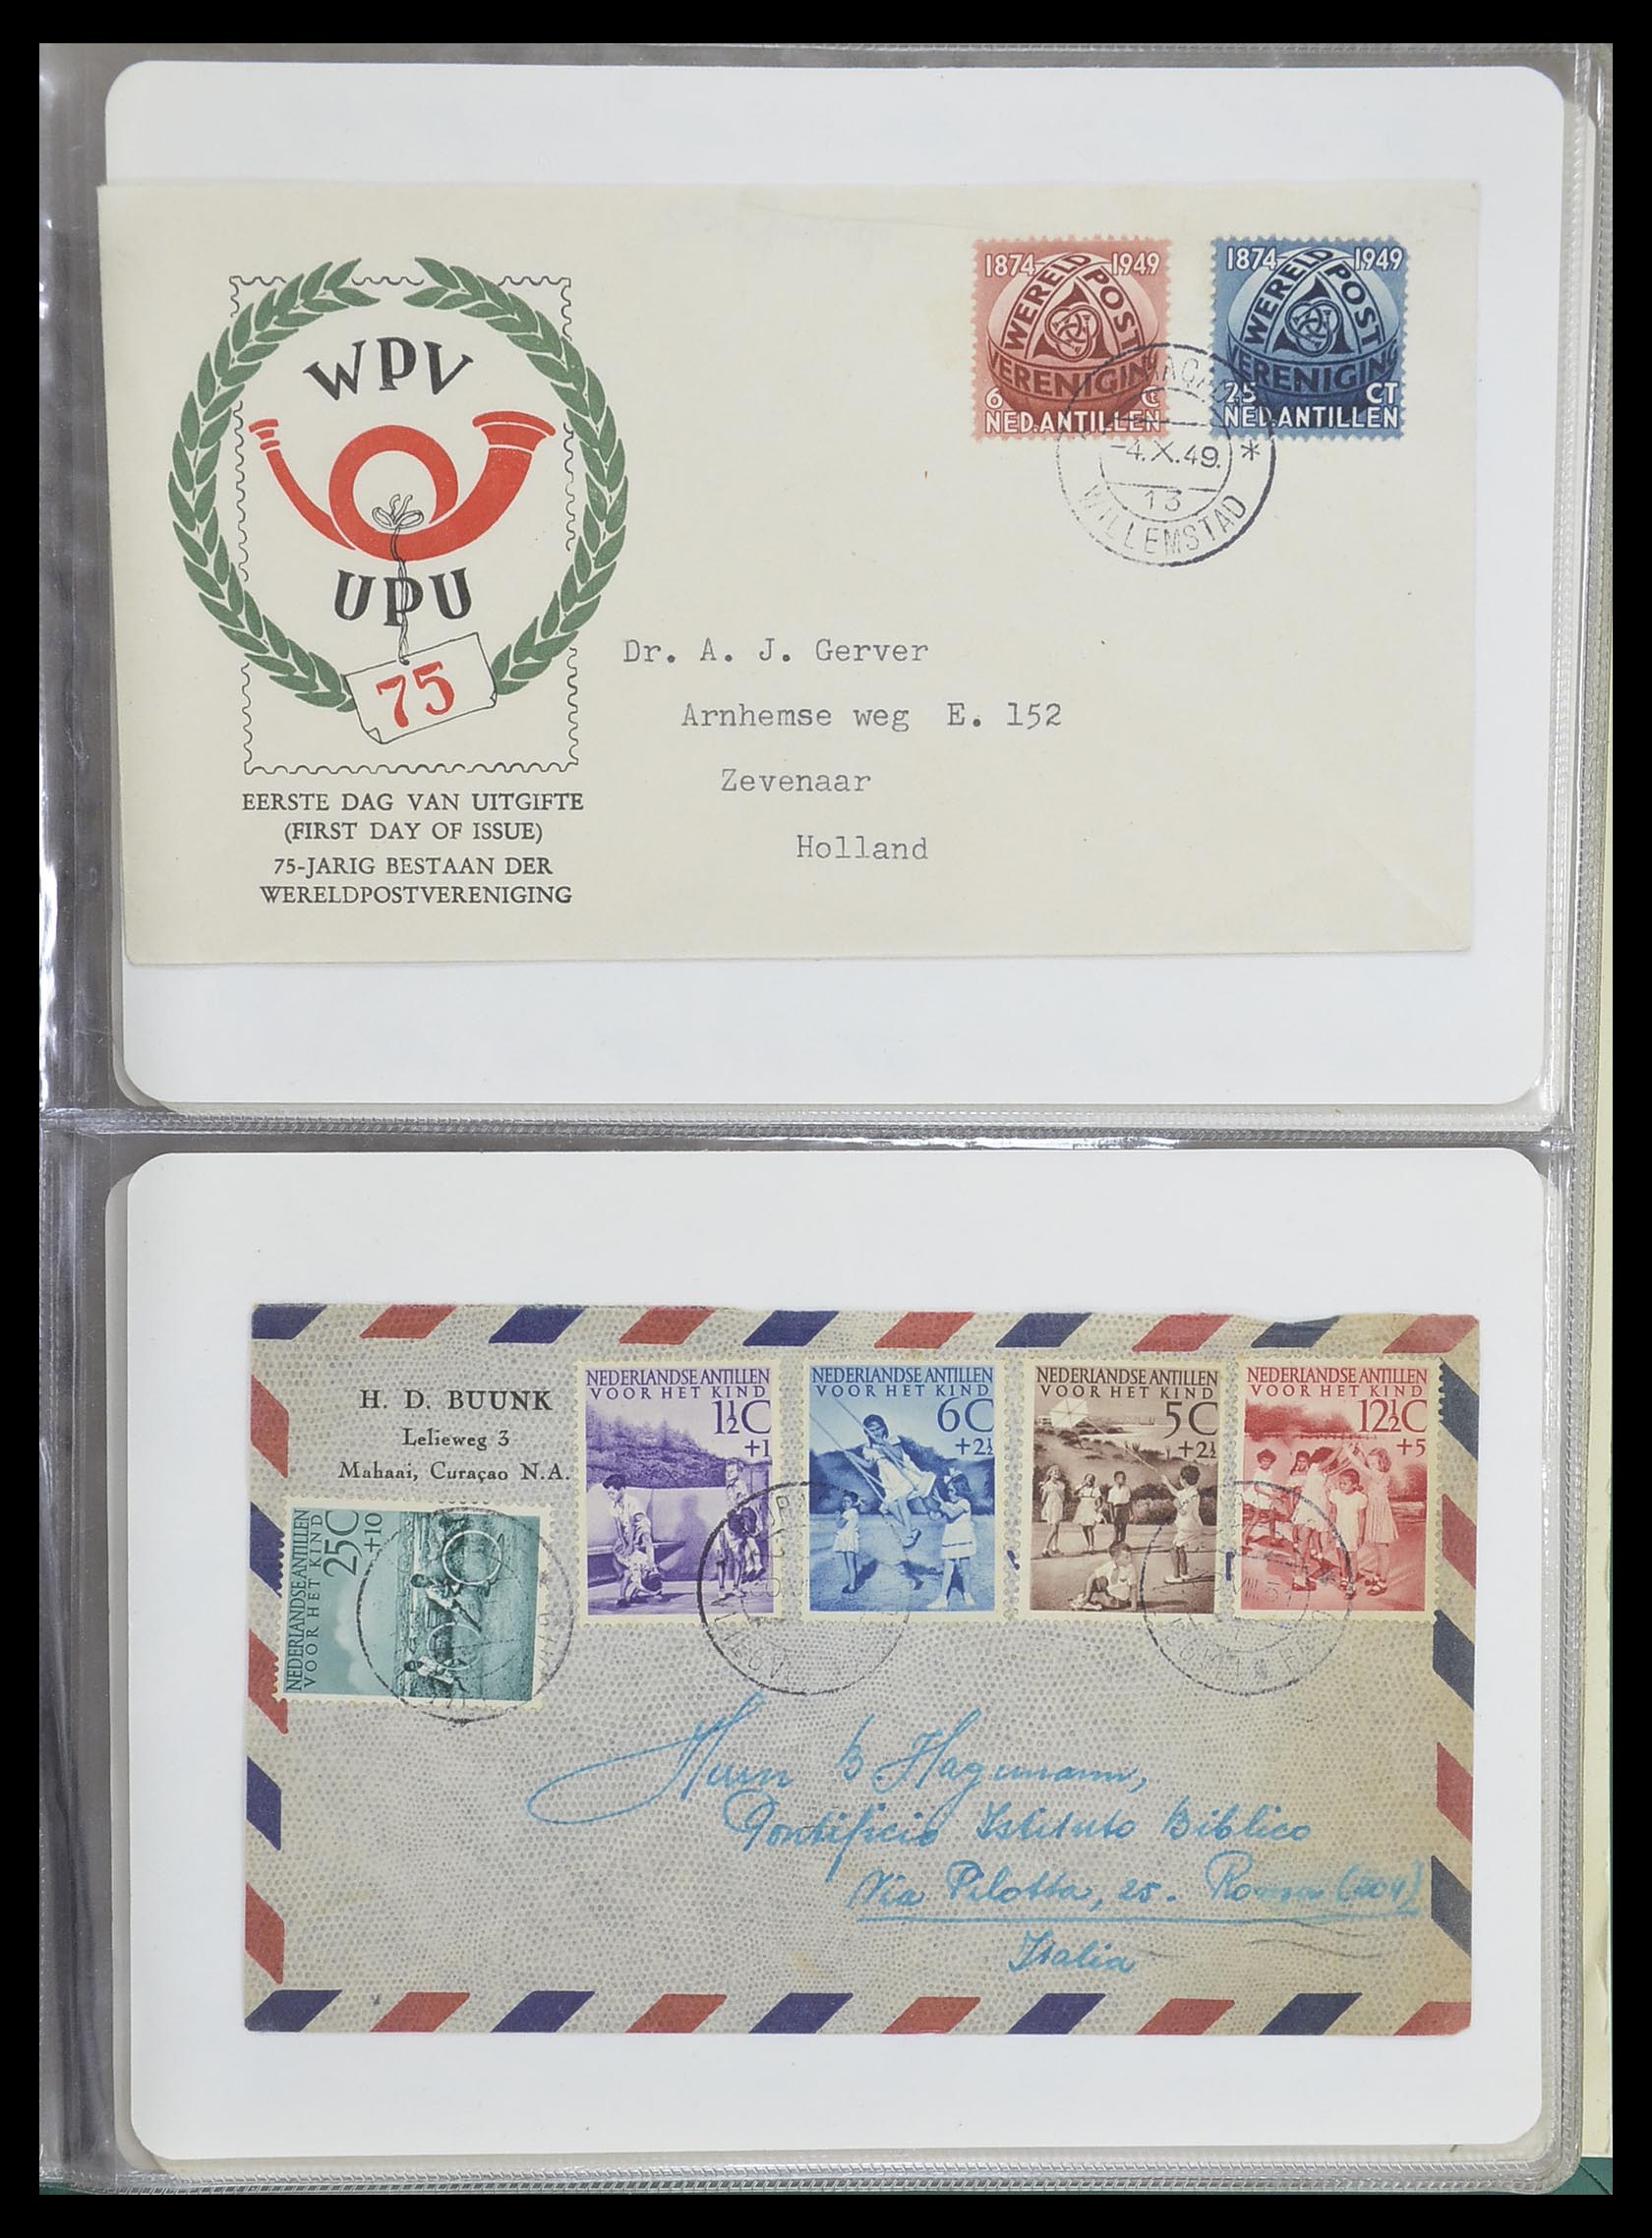 WPV
UPU
75
EERSTE DAG VAN UITGIFTE
(FIRST DAY OF ISSUE)
75-JARIG BESTAAN DER
WERELDPOSTVERENIGING
1874 1949
WERELD POST
VERENIGING
6 C
NED.ANTILLEN
1874 1949
WERELD POST
VERENIGING
25 CT
NED.ANTILLEN
-4.X.49. *
13
WILLEMSTAD
Dr. A. J. Gerver
Arnhemse weg E. 152
Zevenaar
Holland
H. D. BUUNK
Lelieweg 3
Mahaai, Curaçao N.A.
NEDERLANDSE ANTILLEN
VOOR HET KIND
25C
+10
NEDERLANDSE ANTILLEN
VOOR HET KIND
1½C
+1
NEDERLANDSE ANTILLEN
VOOR HET KIND
6C
+2½
NEDERLANDSE ANTILLEN
VOOR HET KIND
5C
+2½
NEDERLANDSE ANTILLEN
VOOR HET KIND
12½C
+5
Herrn B. Hagemann,
Pontificio Istituto Biblico
Via Pilotta, 25. Roma (204)
Italia